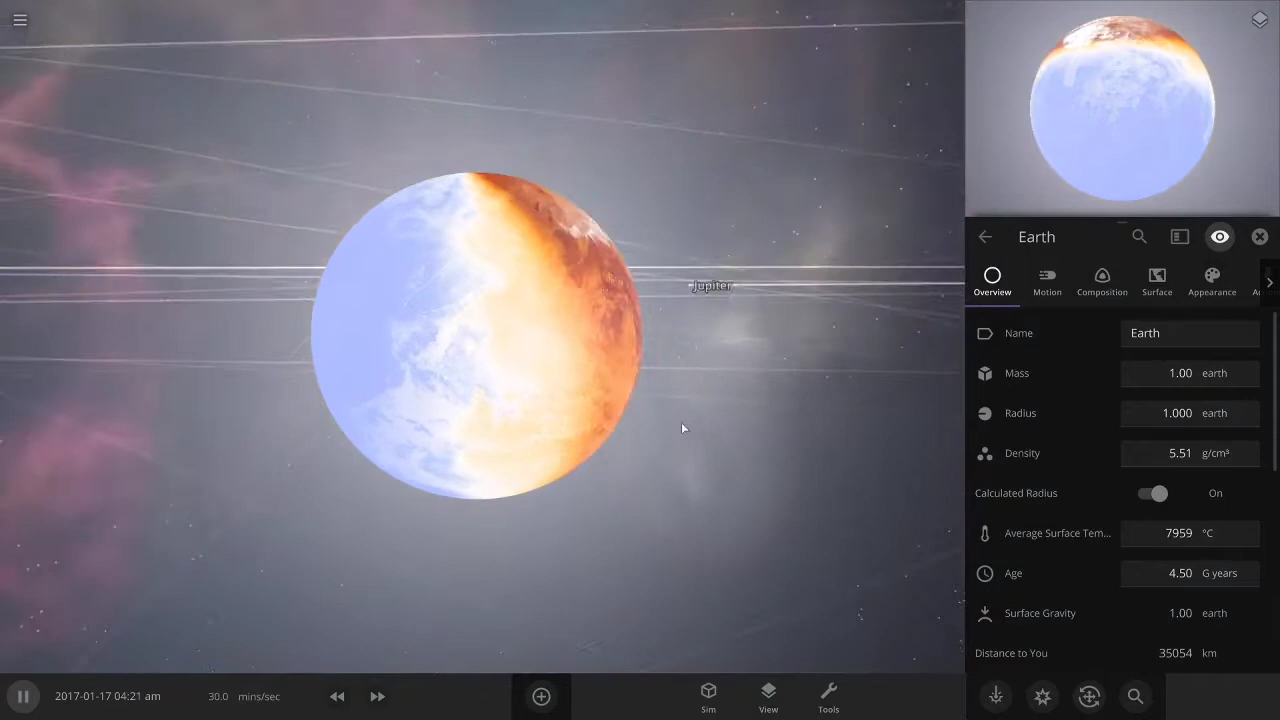 Jupiter
Earth
Overview Motion Composition Surface Appearance Ac
Name Earth
Mass 1.00 earth
Radius 1.000 earth
Density 5.51 g/cm³
Calculated Radius On
Average Surface Tem... 7959 °C
Age 4.50 G years
Surface Gravity 1.00 earth
Distance to You 35054 km
2017-01-17 04:21 am 30.0 mins/sec Sim View Tools